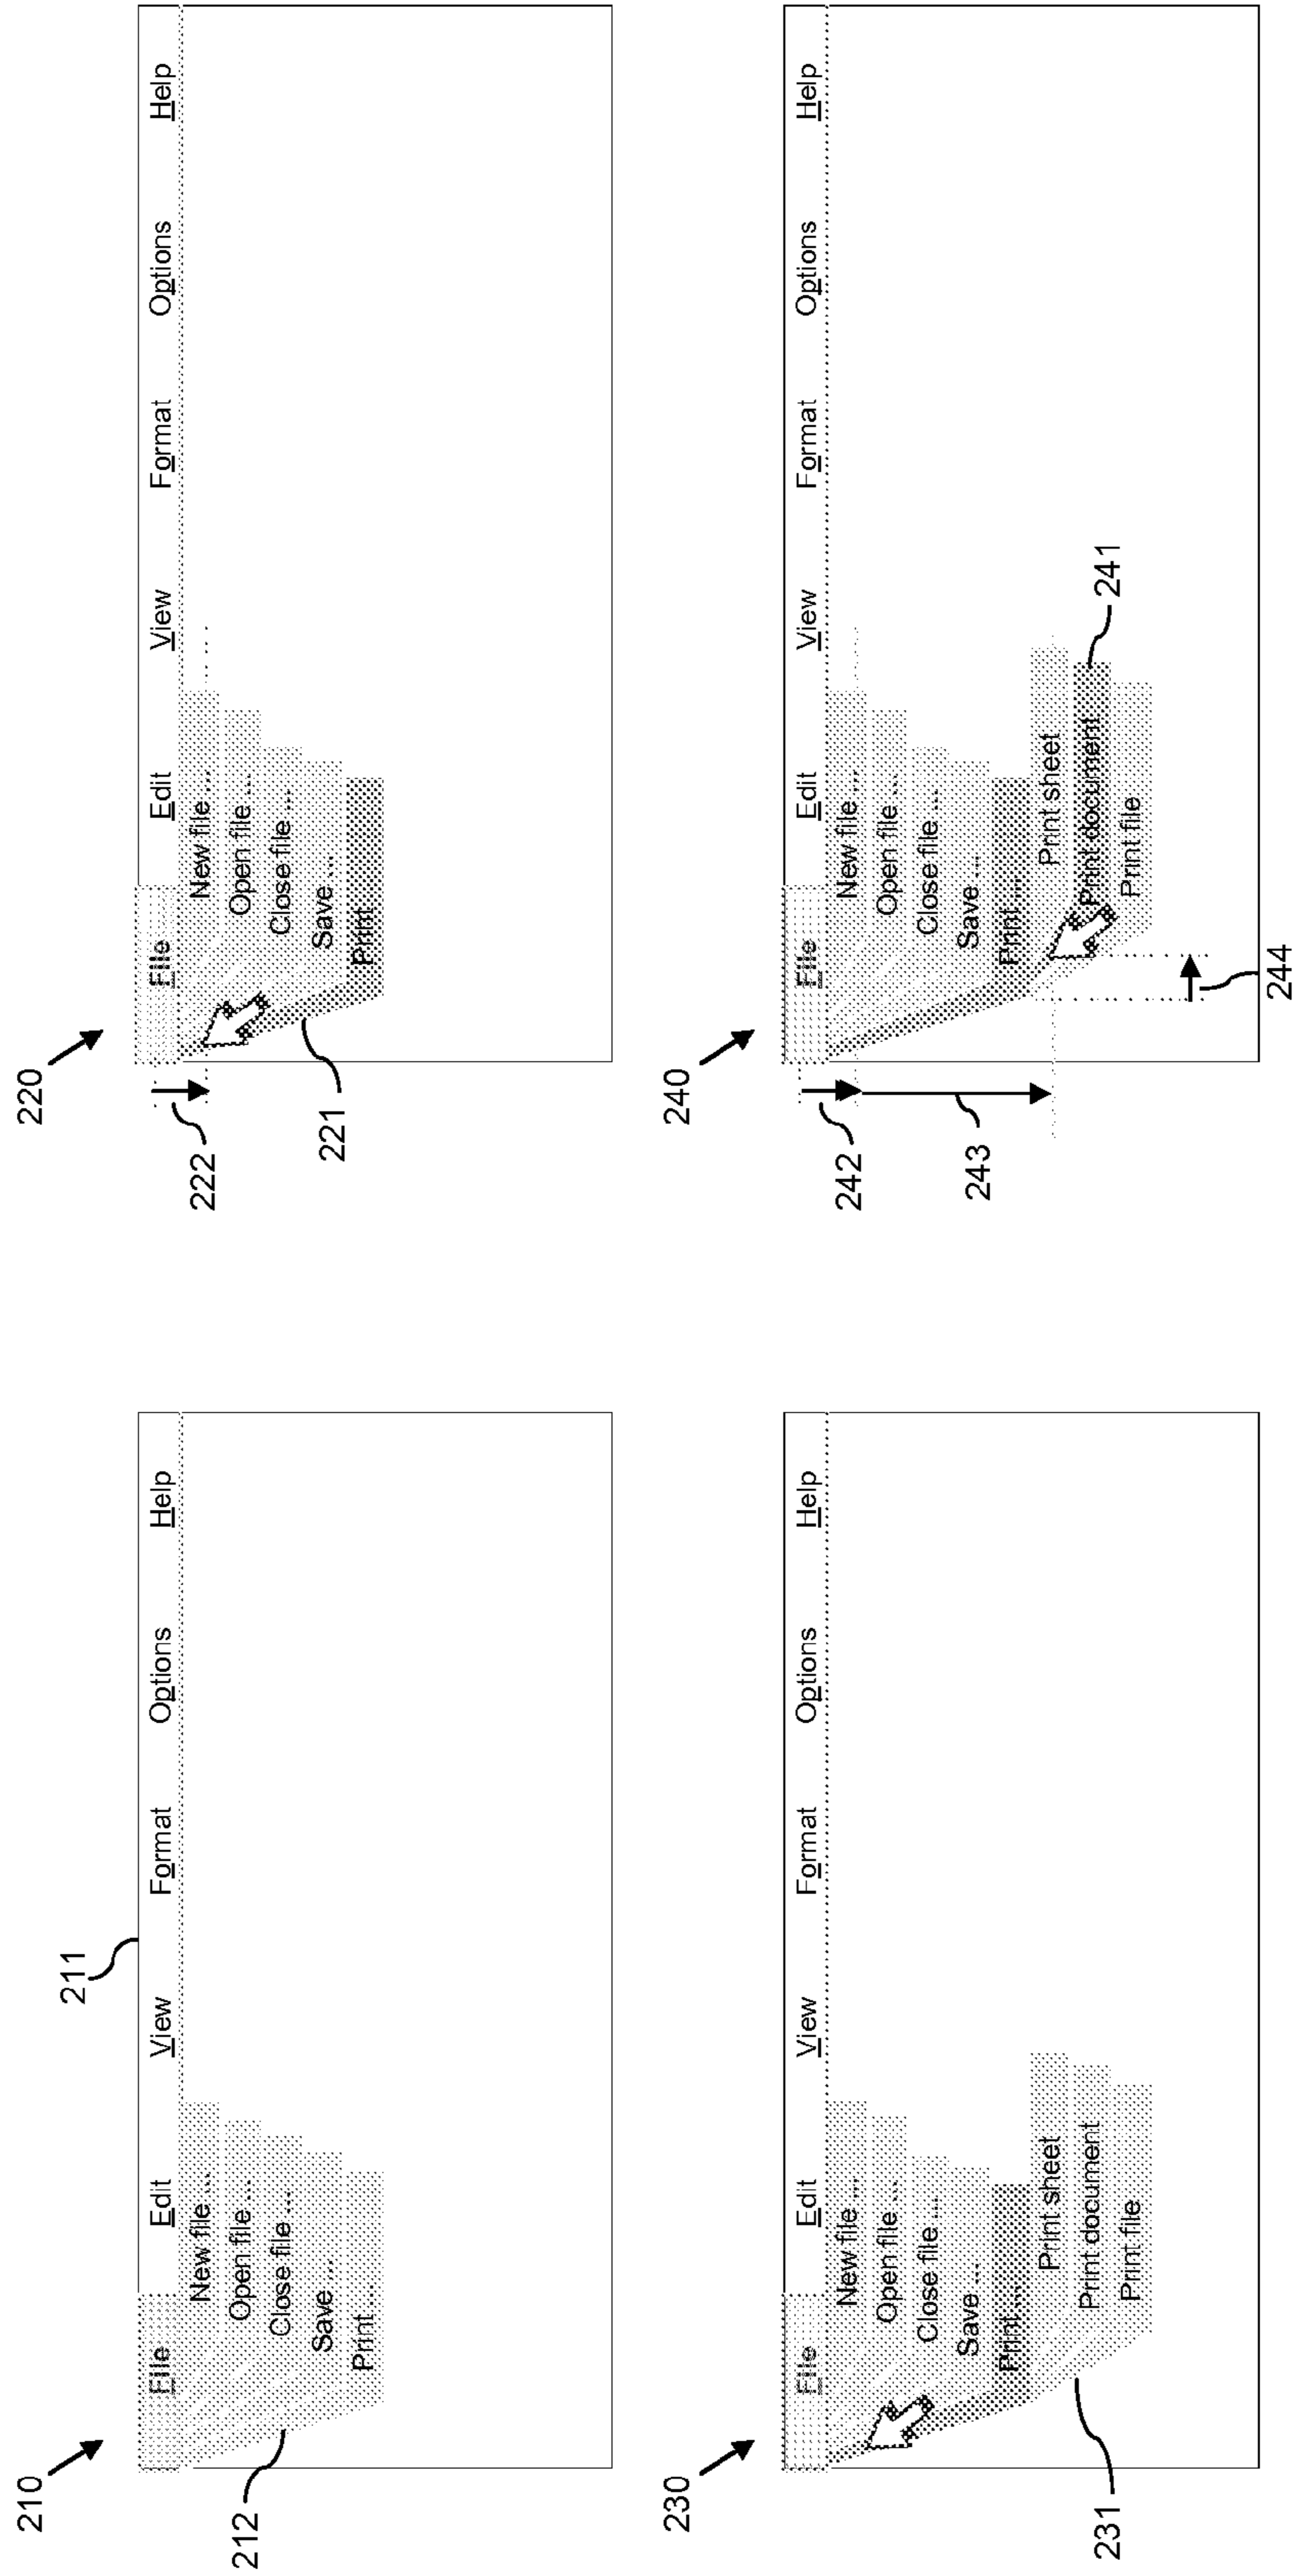 210
211
File Edit View Format Options Help
New file ...
Open file ...
Close file ...
Save ...
Print ...
212
220
File Edit View Format Options Help
New file ...
Open file ...
Close file ...
Save ...
Print
222
221
230
File Edit View Format Options Help
New file ...
Open file ...
Close file ...
Save ...
Print ...
Print sheet
Print document
Print file
231
240
File Edit View Format Options Help
New file ...
Open file ...
Close file ...
Save ...
Print ...
Print sheet
Print document
Print file
241
242
243
244